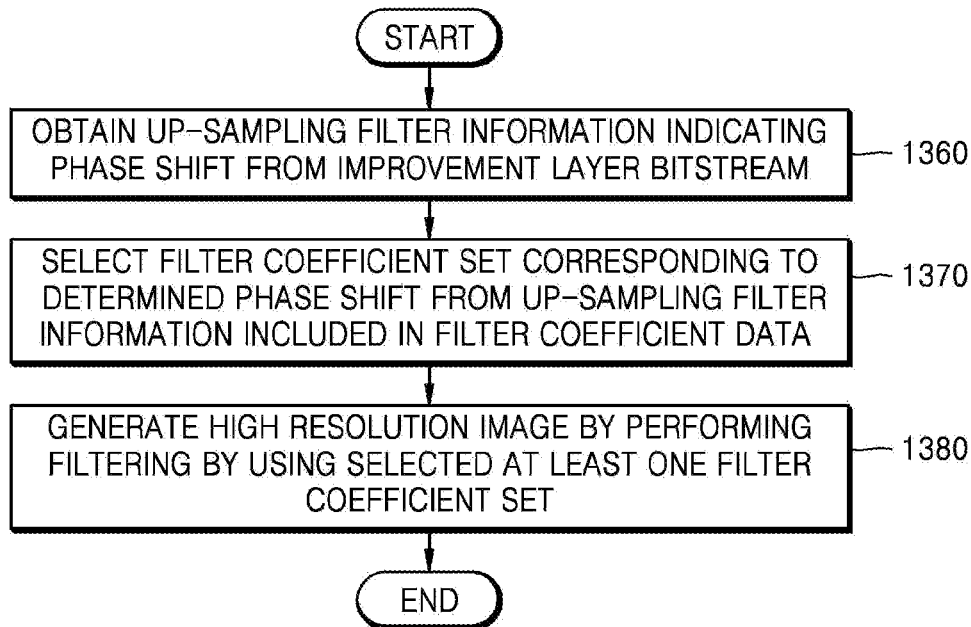 START
OBTAIN UP-SAMPLING FILTER INFORMATION INDICATING
PHASE SHIFT FROM IMPROVEMENT LAYER BITSTREAM
1360
SELECT FILTER COEFFICIENT SET CORRESPONDING TO
DETERMINED PHASE SHIFT FROM UP-SAMPLING FILTER
INFORMATION INCLUDED IN FILTER COEFFICIENT DATA
1370
GENERATE HIGH RESOLUTION IMAGE BY PERFORMING
FILTERING BY USING SELECTED AT LEAST ONE FILTER
COEFFICIENT SET
1380
END